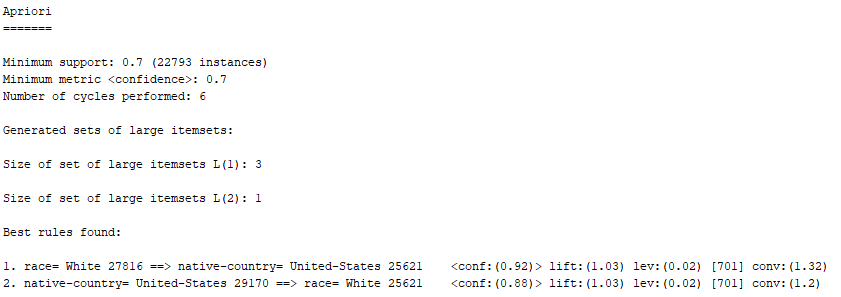 Apriori
=======
Minimum support: 0.7 (22793 instances)
Minimum metric <confidence>: 0.7
Number of cycles performed: 6
Generated sets of large itemsets:
Size of set of large itemsets L(1): 3
Size of set of large itemsets L(2): 1
Best rules found:
1. race= White 27816 ==> native-country= United-States 25621    <conf:(0.92)> lift:(1.03) lev:(0.02) [701] conv:(1.32)
2. native-country= United-States 29170 ==> race= White 25621    <conf:(0.88)> lift:(1.03) lev:(0.02) [701] conv:(1.2)